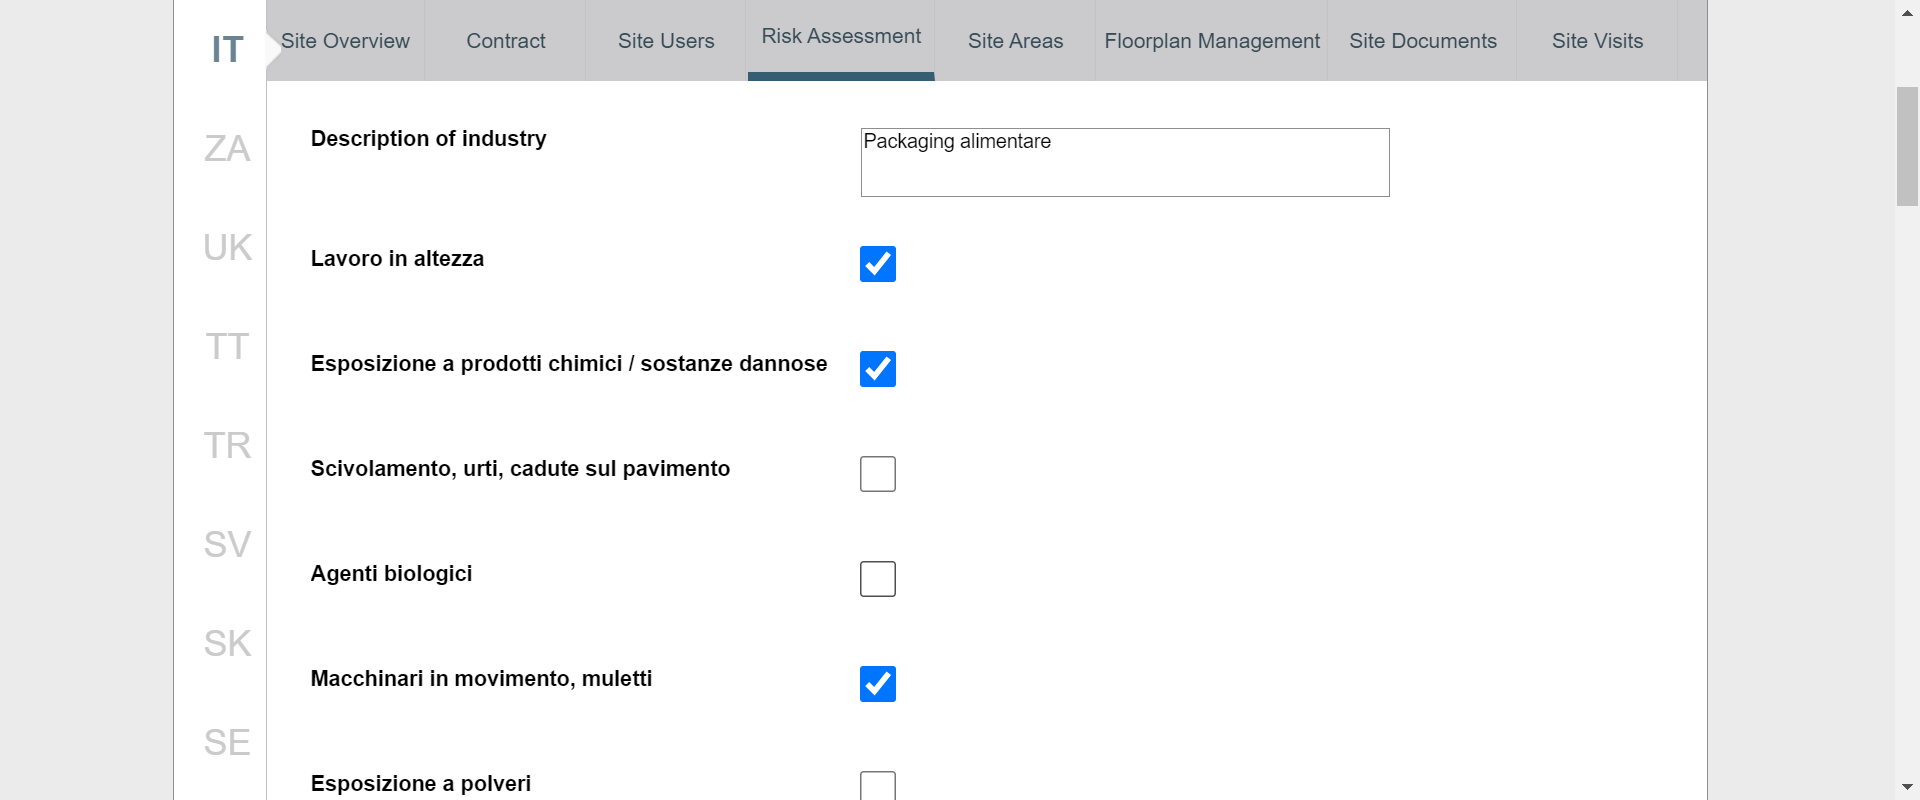 IT
Site Overview
Contract
Site Users
Risk Assessment
Site Areas
Floorplan Management
Site Documents
Site Visits
ZA
UK
TT
TR
SV
SK
SE
Description of industry
Packaging alimentare
Lavoro in altezza
Esposizione a prodotti chimici / sostanze dannose
Scivolamento, urti, cadute sul pavimento
Agenti biologici
Macchinari in movimento, muletti
Esposizione a polveri